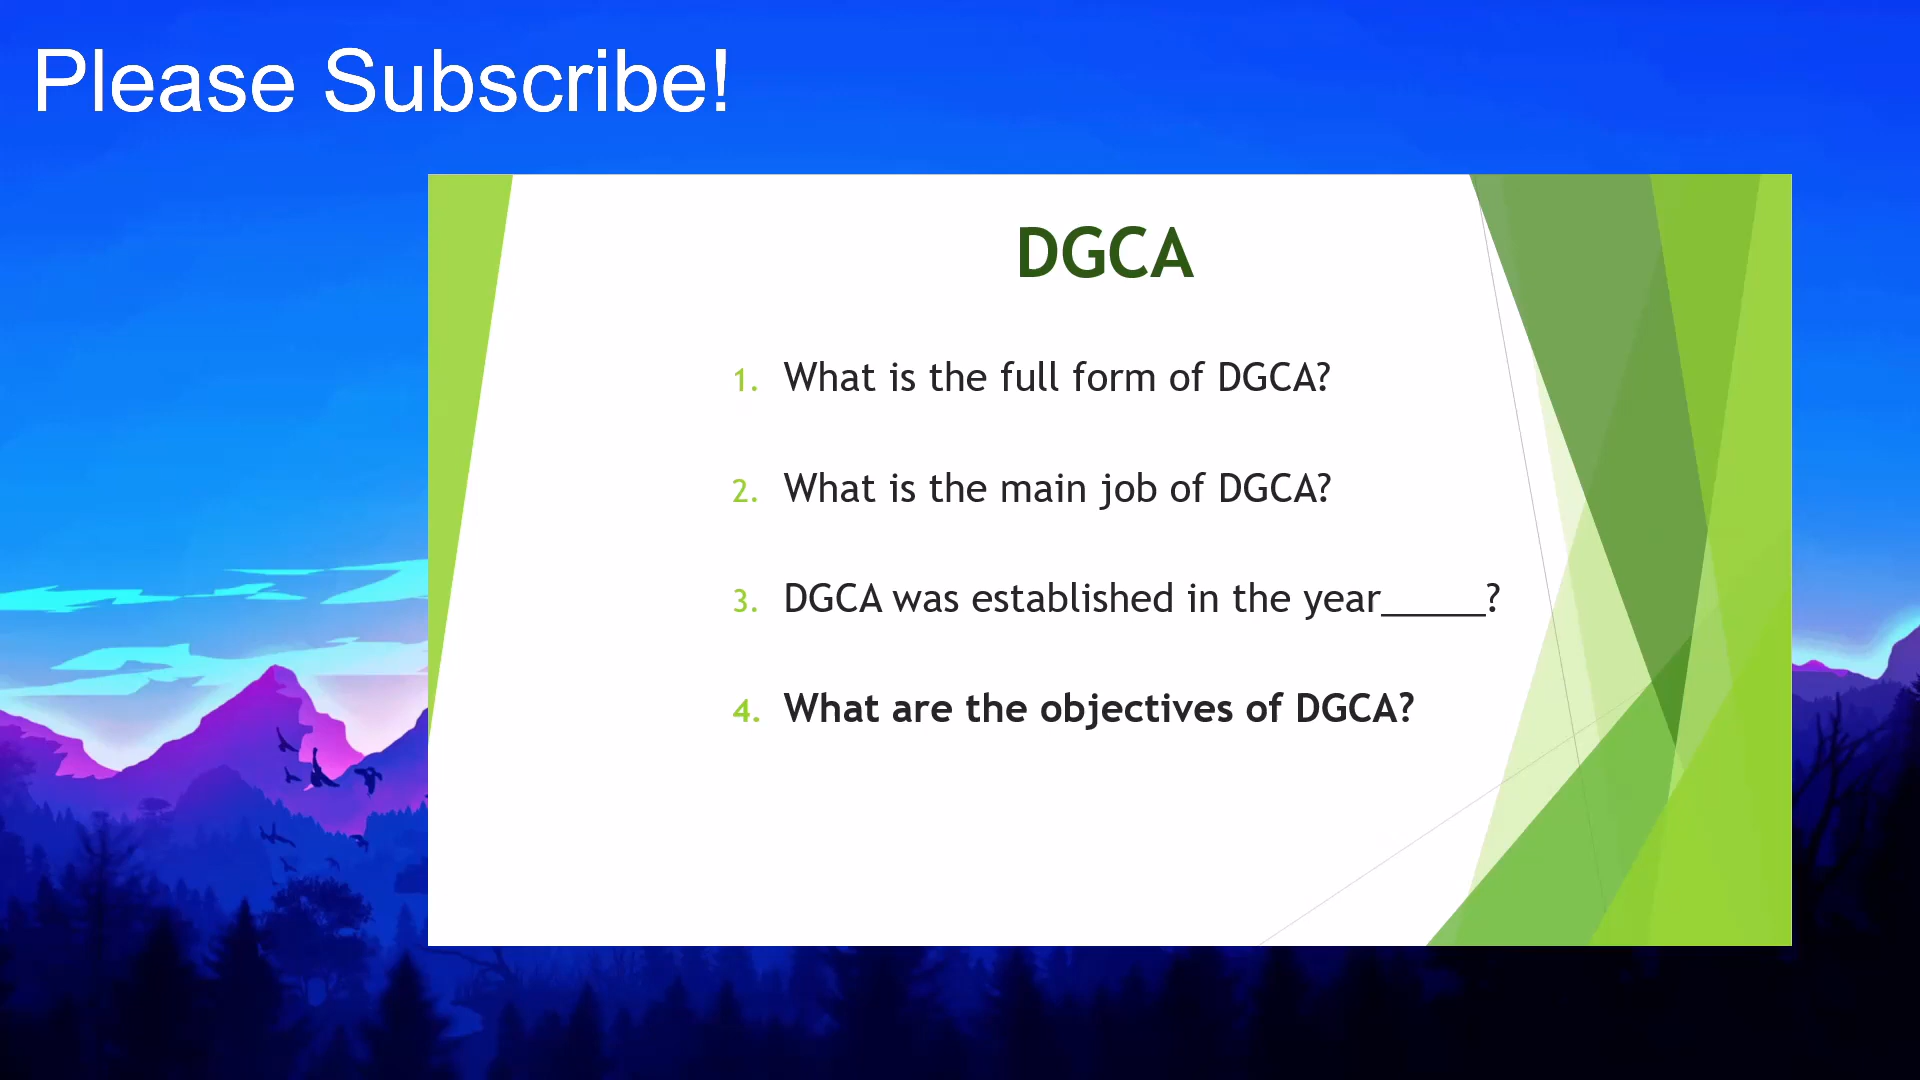 Please Subscribe!
DGCA
1. What is the full form of DGCA?
2. What is the main job of DGCA?
3. DGCA was established in the year_____?
4. What are the objectives of DGCA?